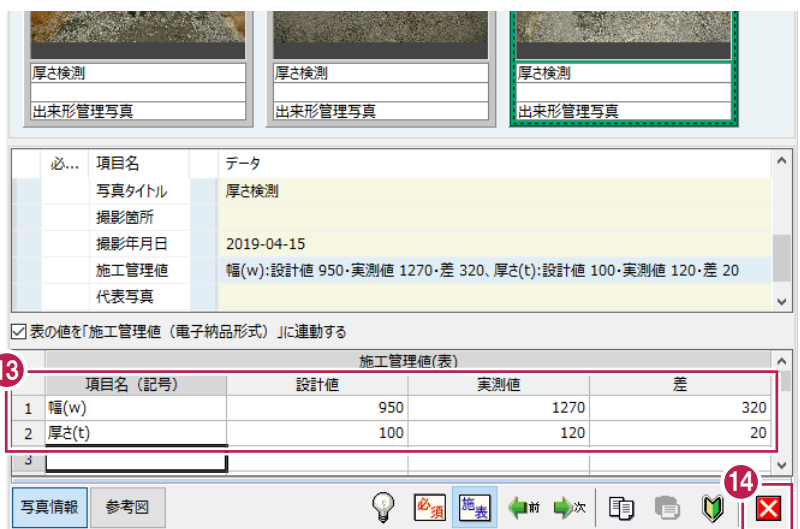 厚さ検測 厚さ検測 厚さ検測
出来形管理写真 出来形管理写真 出来形管理写真
必... 項目名 データ
写真タイトル 厚さ検測
撮影箇所
撮影年月日 2019-04-15
施工管理値 幅(w):設計値 950・実測値 1270・差 320、厚さ(t):設計値 100・実測値 120・差 20
代表写真
表の値を「施工管理値（電子納品形式）」に連動する
施工管理値(表)
13
項目名（記号） 設計値 実測値 差
1 幅(w) 950 1270 320
2 厚さ(t) 100 120 20
3
14
写真情報 参考図 必須 施表 前 次